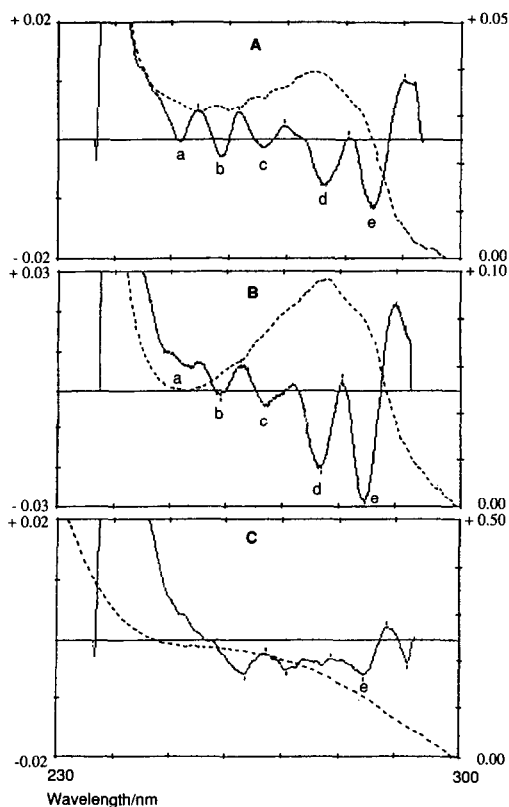 + 0.02
+ 0.05
A
a
b
c
d
e
- 0.02
0.00
+ 0.03
+ 0.10
B
a
b
c
d
e
- 0.03
0.00
+ 0.02
+ 0.50
C
e
-0.02
0.00
230
300
Wavelength/nm